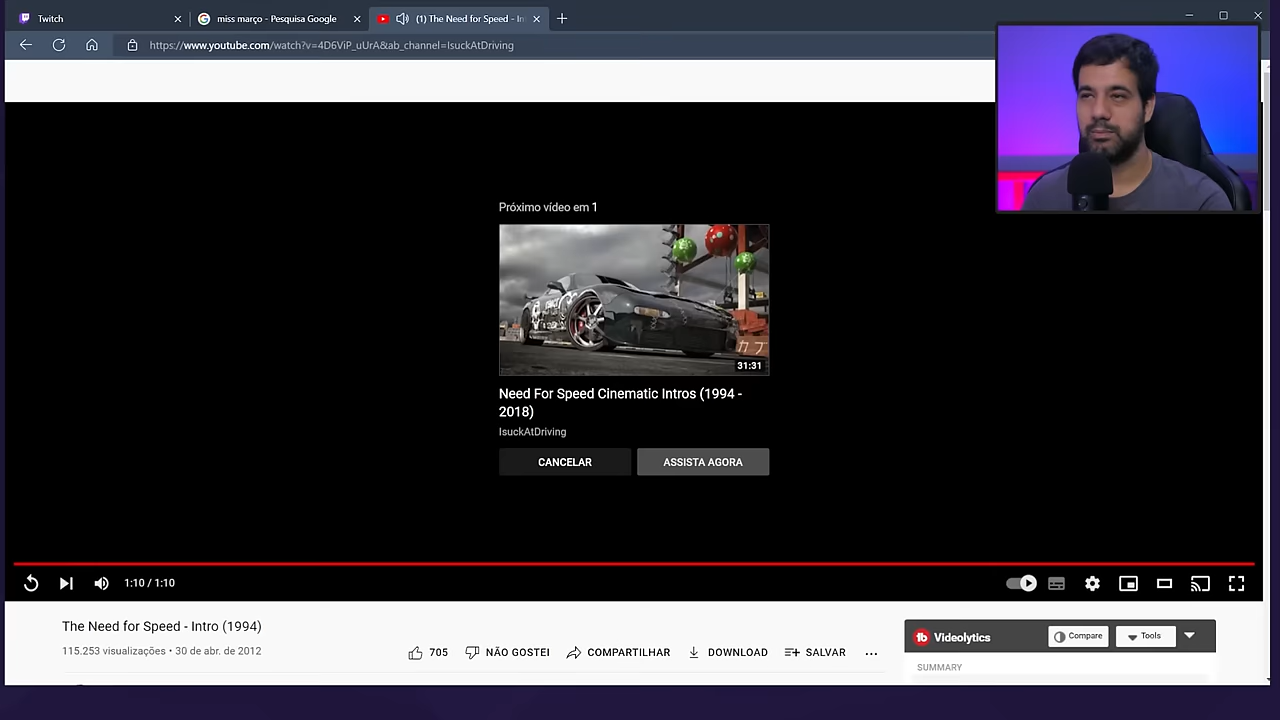 Twitch
miss março - Pesquisa Google
(1) The Need for Speed - In
https://www.youtube.com/watch?v=4D6ViP_uUrA&ab_channel=IsuckAtDriving
Próximo vídeo em 1
カブ
31:31
Need For Speed Cinematic Intros (1994 -
2018)
IsuckAtDriving
CANCELAR
ASSISTA AGORA
1:10 / 1:10
The Need for Speed - Intro (1994)
115.253 visualizações • 30 de abr. de 2012
705
NÃO GOSTEI
COMPARTILHAR
DOWNLOAD
SALVAR
Videolytics
Compare
Tools
SUMMARY